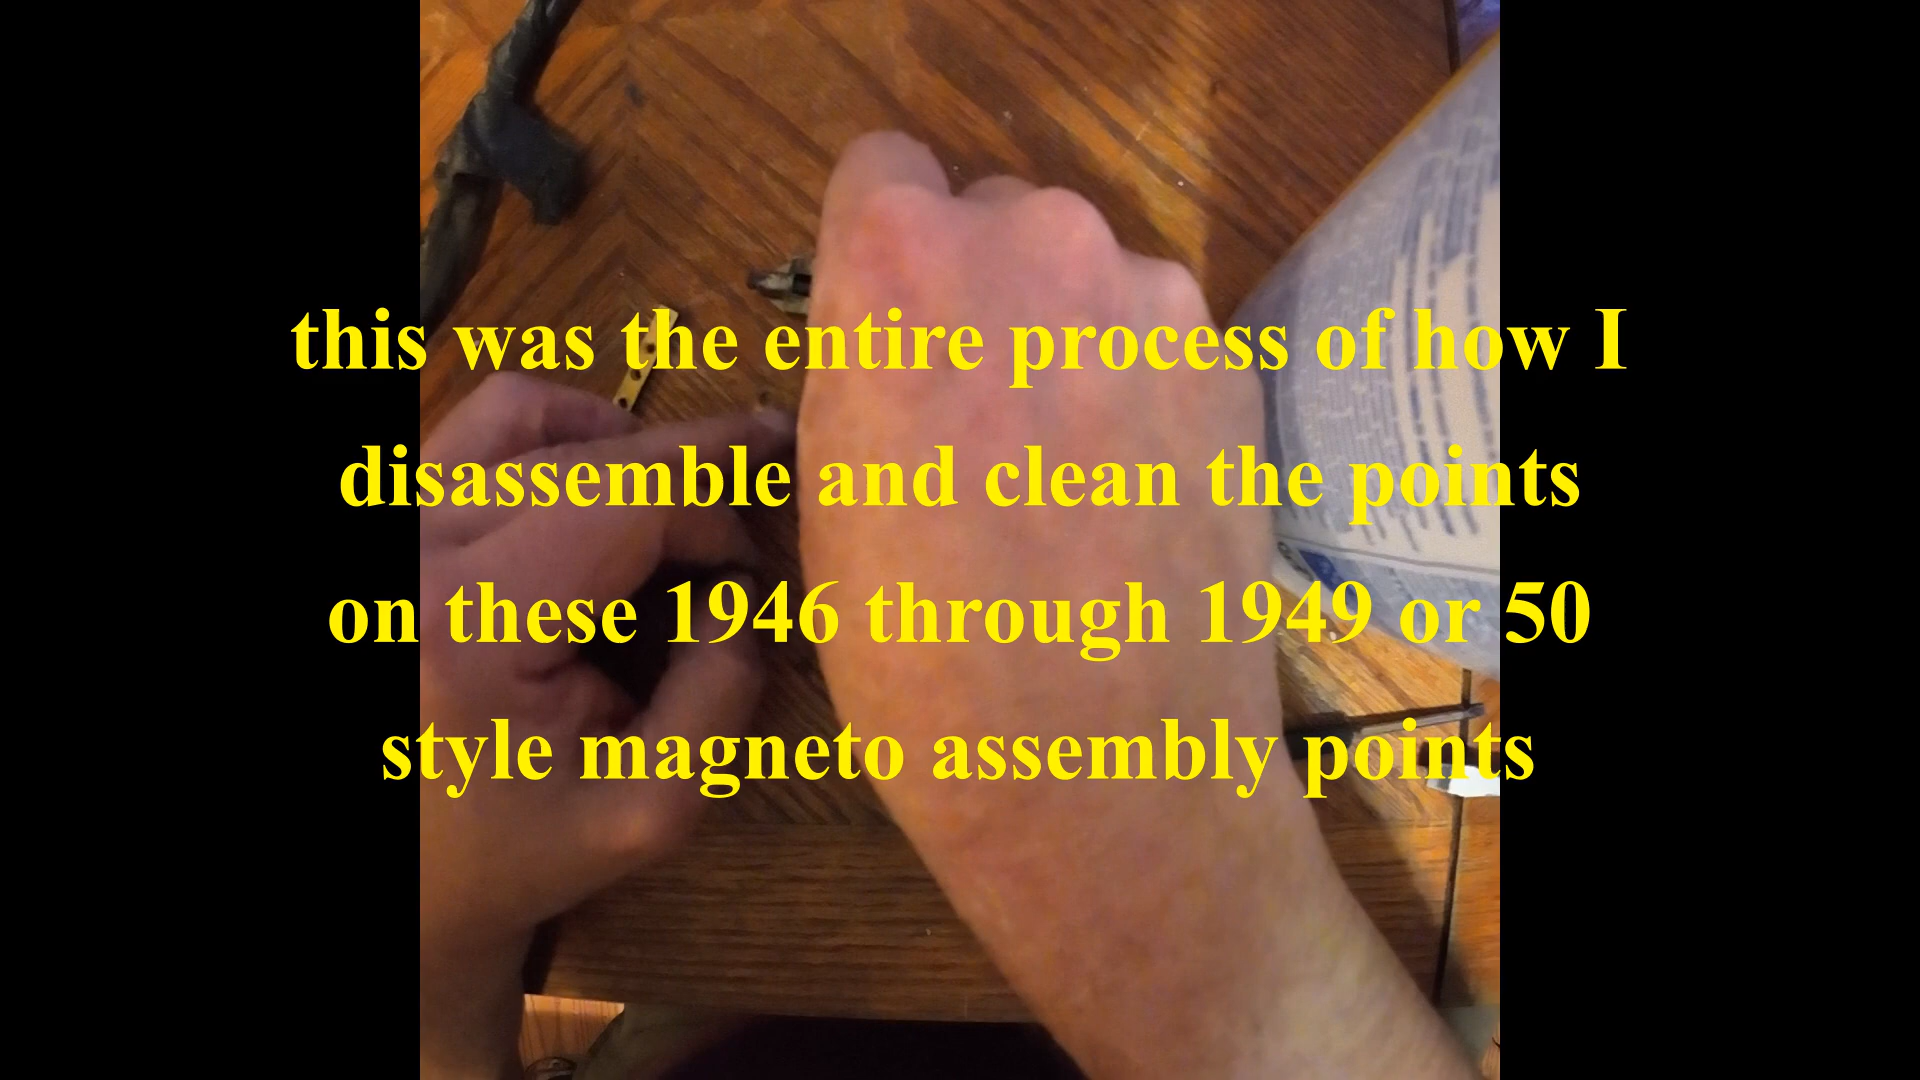 this was the entire process of how I
disassemble and clean the points
on these 1946 through 1949 or 50
style magneto assembly points